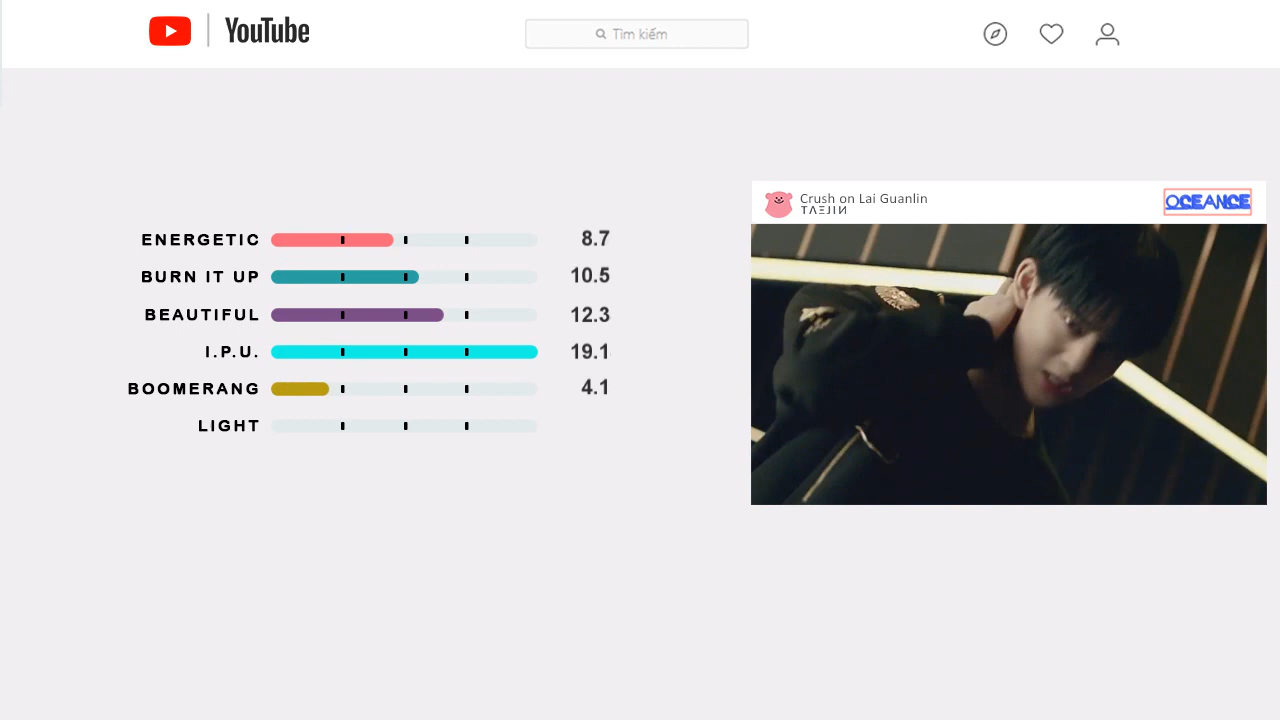 YouTube
Tìm kiếm
Crush on Lai Guanlin
TAEJIN
OCEANCE
ENERGETIC 8.7
BURN IT UP 10.5
BEAUTIFUL 12.3
I.P.U. 19.1
BOOMERANG 4.1
LIGHT